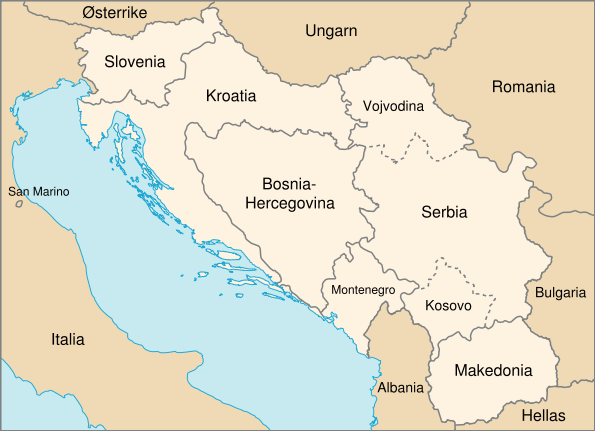 Østerrike
Ungarn
Slovenia
Romania
Kroatia
Vojvodina
Bosnia-
Hercegovina
San Marino
Serbia
Montenegro
Kosovo
Bulgaria
Italia
Makedonia
Albania
Hellas